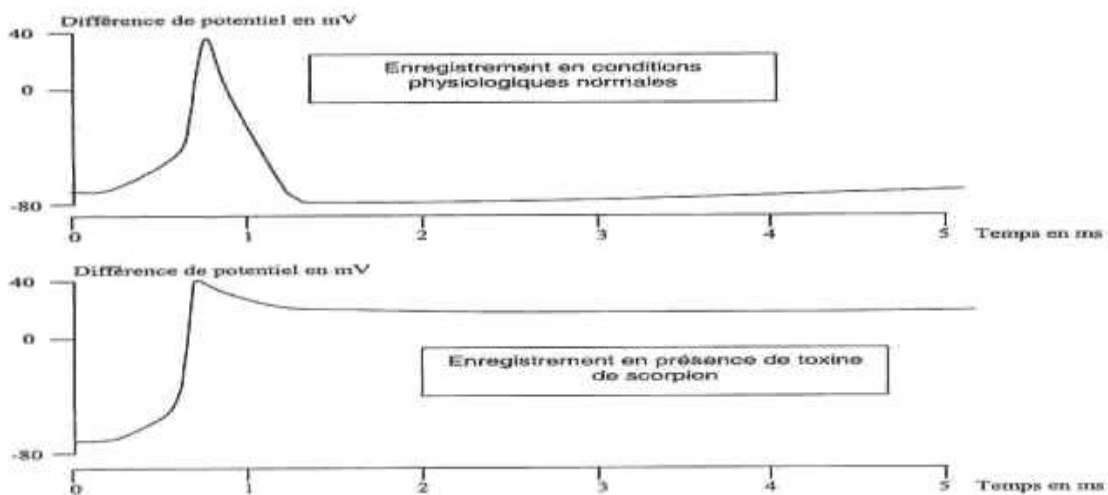 Différence de potentiel en mV
40
Enregistrement en conditions
physiologiques normales
0
-80
0 1 2 3 4 5 Temps en ms
Différence de potentiel en mV
40
0
Enregistrement en présence de toxine
de scorpion
-80
0 1 2 3 4 5 Temps en ms